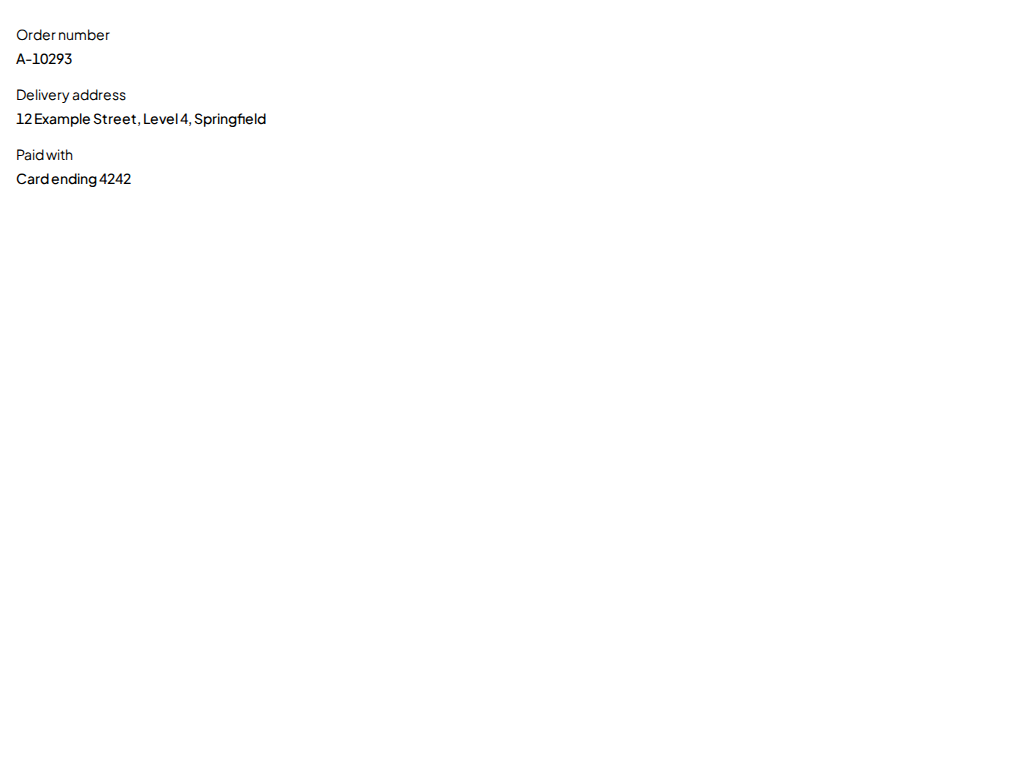 Order number
A-10293
Delivery address
12 Example Street, Level 4, Springfield
Paid with
Card ending 4242